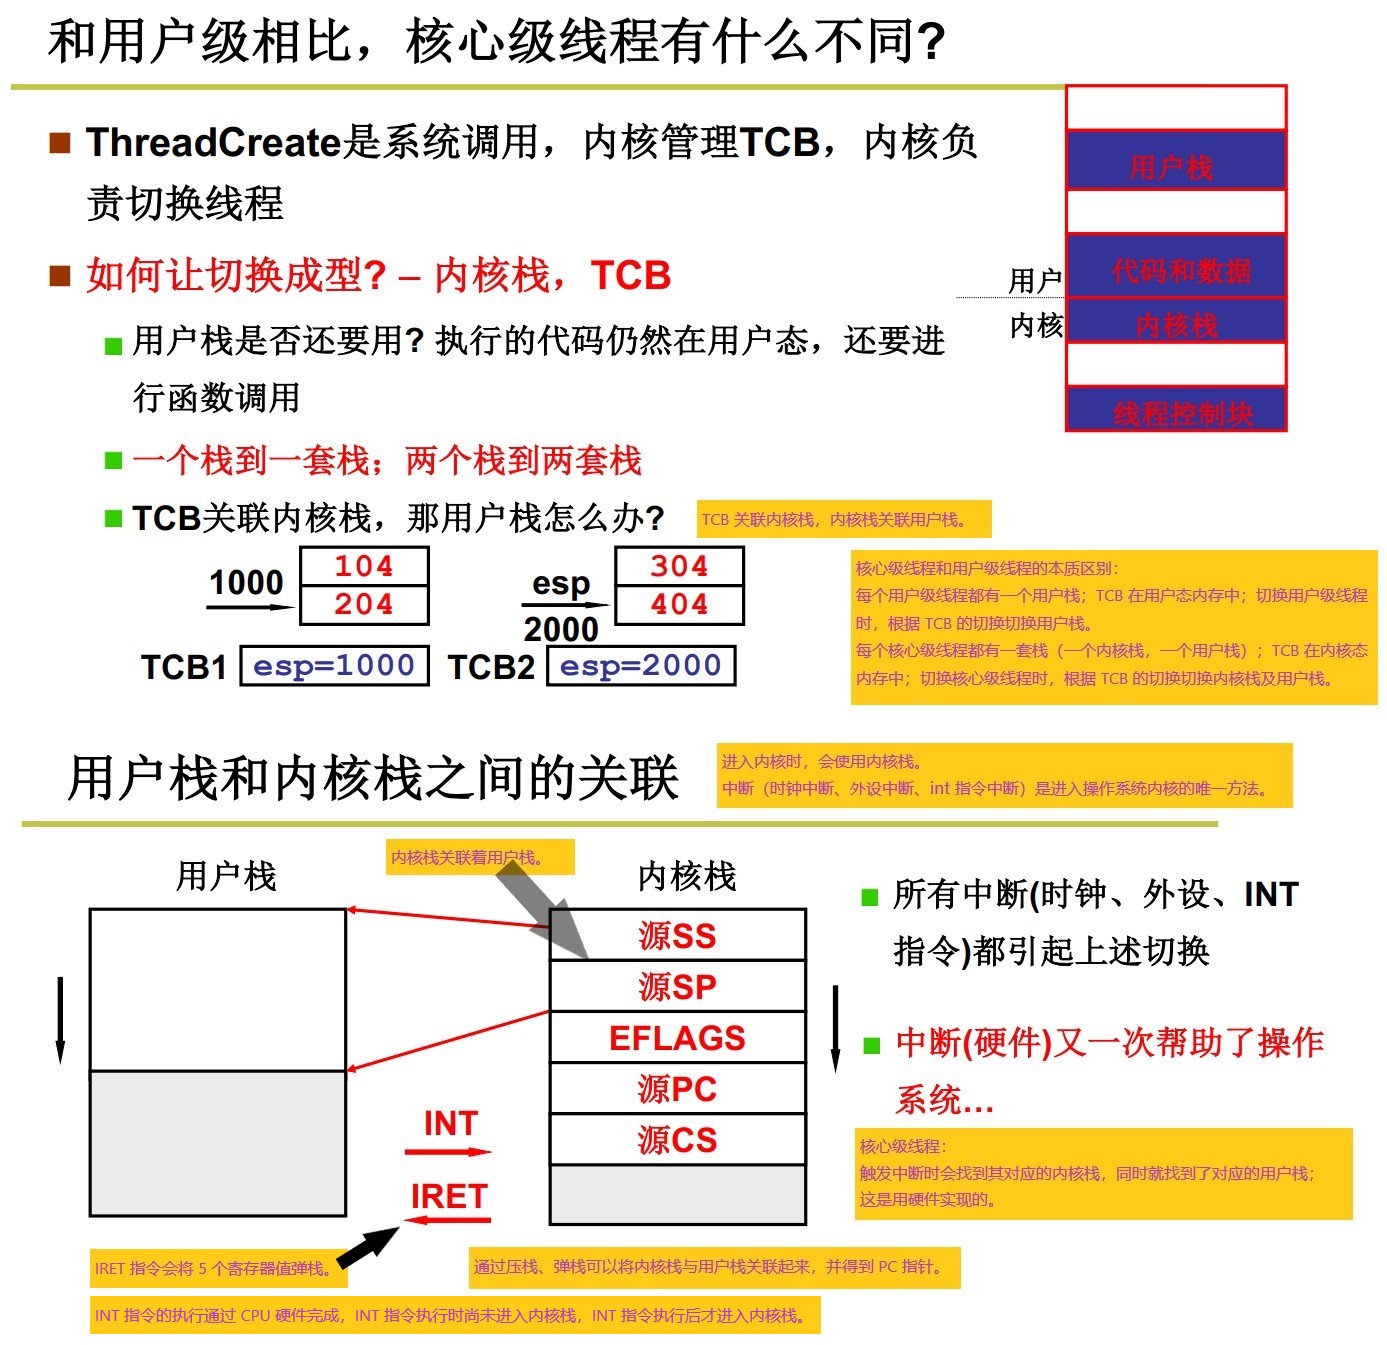 和用户级相比，核心级线程有什么不同?
ThreadCreate是系统调用，内核管理TCB，内核负
责切换线程
如何让切换成型? – 内核栈，TCB
用户栈是否还要用? 执行的代码仍然在用户态，还要进
行函数调用
一个栈到一套栈；两个栈到两套栈
TCB关联内核栈，那用户栈怎么办?
TCB 关联内核栈，内核栈关联用户栈。
用户栈
代码和数据
用户
内核
内核栈
线程控制块
1000
104
204
esp
2000
304
404
TCB1
esp=1000
TCB2
esp=2000
核心级线程和用户级线程的本质区别：
每个用户级线程都有一个用户栈；TCB 在用户态内存中；切换用户级线程
时，根据 TCB 的切换切换用户栈。
每个核心级线程都有一套栈（一个内核栈，一个用户栈）；TCB 在内核态
内存中；切换核心级线程时，根据 TCB 的切换切换内核栈及用户栈。
用户栈和内核栈之间的关联
进入内核时，会使用内核栈。
中断（时钟中断、外设中断、int 指令中断）是进入操作系统内核的唯一方法。
内核栈关联着用户栈。
用户栈
内核栈
源SS
源SP
EFLAGS
源PC
源CS
INT
IRET
所有中断(时钟、外设、INT
指令)都引起上述切换
中断(硬件)又一次帮助了操作
系统…
核心级线程：
触发中断时会找到其对应的内核栈，同时就找到了对应的用户栈；
这是用硬件实现的。
IRET 指令会将 5 个寄存器值弹栈。
通过压栈、弹栈可以将内核栈与用户栈关联起来，并得到 PC 指针。
INT 指令的执行通过 CPU 硬件完成，INT 指令执行时尚未进入内核栈，INT 指令执行后才进入内核栈。